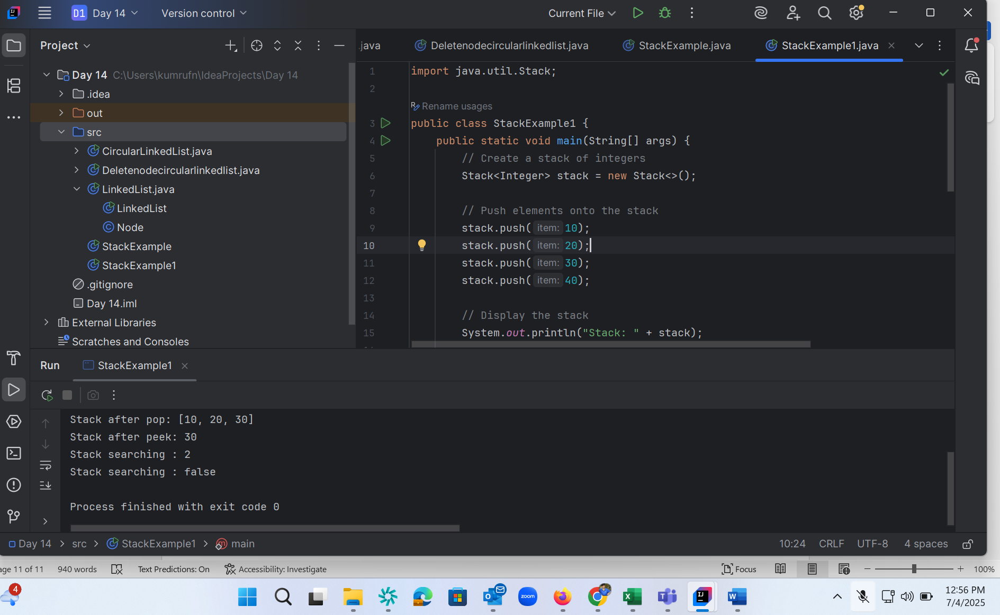 D1 Day 14 Version control Current File
Project
.java Deletenodecircularlinkedlist.java StackExample.java StackExample1.java
Day 14 C:\Users\kumrufn\IdeaProjects\Day 14
.idea
out
src
CircularLinkedList.java
Deletenodecircularlinkedlist.java
LinkedList.java
LinkedList
Node
StackExample
StackExample1
.gitignore
Day 14.iml
External Libraries
Scratches and Consoles
1 import java.util.Stack;
2
Rename usages
3 public class StackExample1 {
4 public static void main(String[] args) {
5 // Create a stack of integers
6 Stack<Integer> stack = new Stack<>();
7
8 // Push elements onto the stack
9 stack.push( item: 10);
10 stack.push( item: 20);
11 stack.push( item: 30);
12 stack.push( item: 40);
13
14 // Display the stack
15 System.out.println("Stack: " + stack);
Run StackExample1
Stack after pop: [10, 20, 30]
Stack after peek: 30
Stack searching : 2
Stack searching : false
Process finished with exit code 0
Day 14 > src > StackExample1 > main 10:24 CRLF UTF-8 4 spaces
age 11 of 11 940 words Text Predictions: On Accessibility: Investigate Focus 100%
4 zoom 12:56 PM
7/4/2025